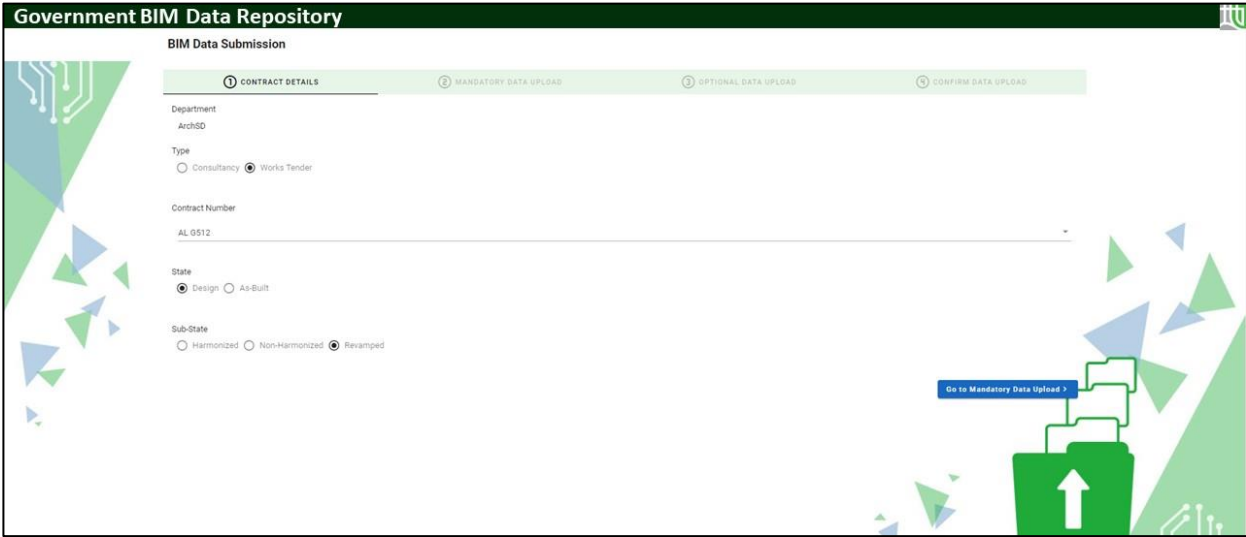 Government BIM Data Repository
BIM Data Submission
1 CONTRACT DETAILS 2 MANDATORY DATA UPLOAD 3 OPTIONAL DATA UPLOAD 4 CONFIRM DATA UPLOAD
Department
ArchSD
Type
Consultancy Works Tender
Contract Number
AL G512
State
Design As-Built
Sub-State
Harmonized Non-Harmonized Revamped
Go to Mandatory Data Upload >